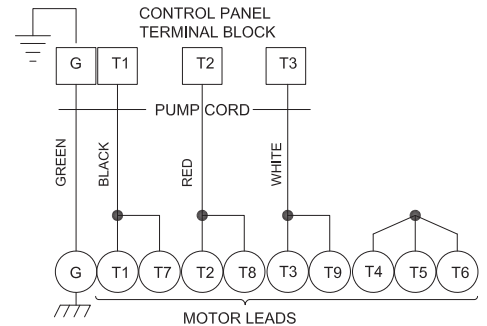 CONTROL PANEL
TERMINAL BLOCK
G T1 T2 T3
PUMP CORD
GREEN
BLACK
RED
WHITE
G T1 T7 T2 T8 T3 T9 T4 T5 T6
MOTOR LEADS